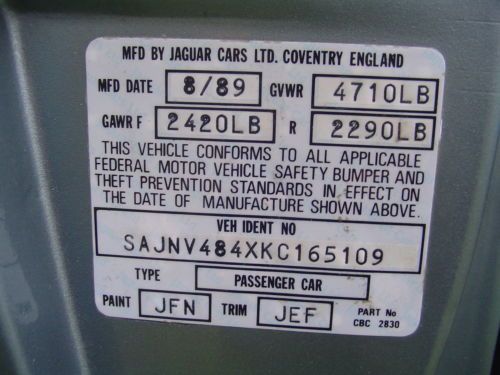 MFD BY JAGUAR CARS LTD. COVENTRY ENGLAND
MFD DATE 8/89 GVWR 4710LB
GAWR F 2420LB R 2290LB
THIS VEHICLE CONFORMS TO ALL APPLICABLE
FEDERAL MOTOR VEHICLE SAFETY BUMPER AND
THEFT PREVENTION STANDARDS IN EFFECT ON
THE DATE OF MANUFACTURE SHOWN ABOVE.
VEH IDENT NO
SAJNV484XKC165109
TYPE PASSENGER CAR
PAINT JFN TRIM JEF PART No
CBC 2830